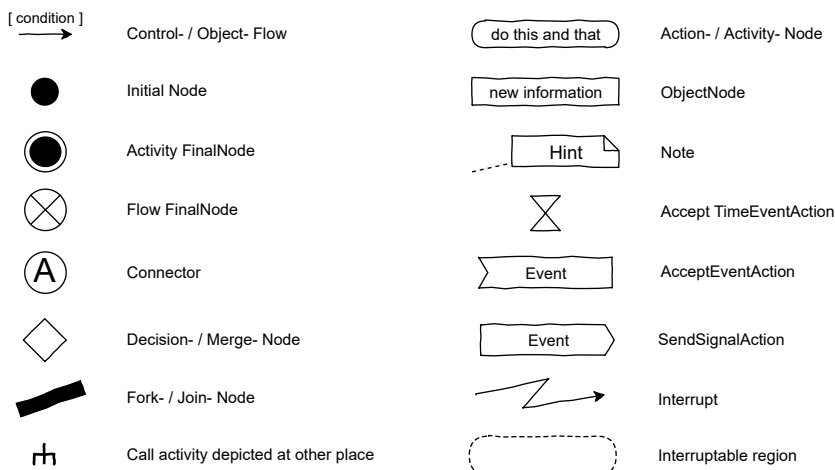 [ condition ]
Control- / Object- Flow
do this and that
Action- / Activity- Node
Initial Node
new information
ObjectNode
Activity FinalNode
Hint
Note
Flow FinalNode
Accept TimeEventAction
A
Connector
Event
AcceptEventAction
Decision- / Merge- Node
Event
SendSignalAction
Fork- / Join- Node
Interrupt
Call activity depicted at other place
Interruptable region